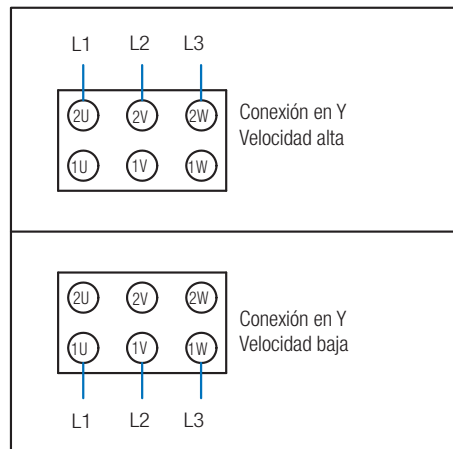 L1 L2 L3
2U 2V 2W
Conexión en Y
Velocidad alta
1U 1V 1W
2U 2V 2W
Conexión en Y
Velocidad baja
1U 1V 1W
L1 L2 L3